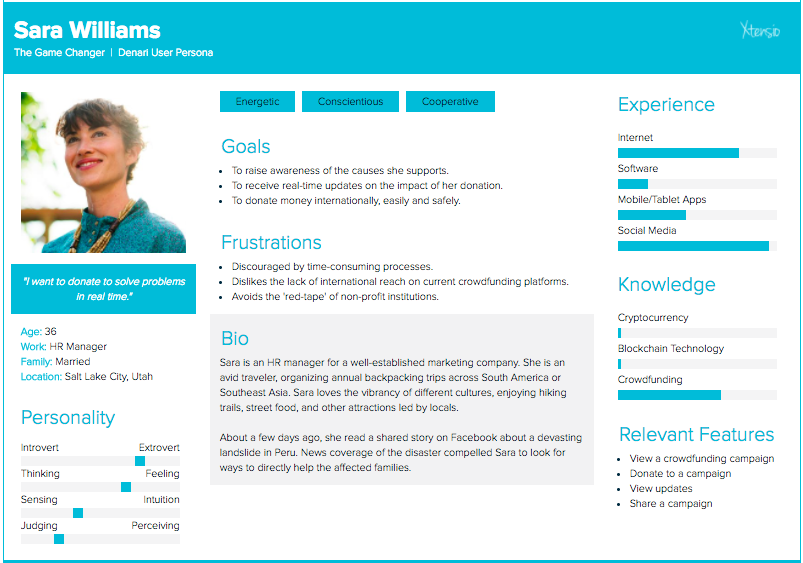 Sara Williams
The Game Changer | Denari User Persona
Xtensio
"I want to donate to solve problems
in real time."
Age: 36
Work: HR Manager
Family: Married
Location: Salt Lake City, Utah
Personality
Introvert Extrovert
Thinking Feeling
Sensing Intuition
Judging Perceiving
Energetic Conscientious Cooperative
Goals
• To raise awareness of the causes she supports.
• To receive real-time updates on the impact of her donation.
• To donate money internationally, easily and safely.
Frustrations
• Discouraged by time-consuming processes.
• Dislikes the lack of international reach on current crowdfunding platforms.
• Avoids the 'red-tape' of non-profit institutions.
Bio
Sara is an HR manager for a well-established marketing company. She is an
avid traveler, organizing annual backpacking trips across South America or
Southeast Asia. Sara loves the vibrancy of different cultures, enjoying hiking
trails, street food, and other attractions led by locals.
About a few days ago, she read a shared story on Facebook about a devasting
landslide in Peru. News coverage of the disaster compelled Sara to look for
ways to directly help the affected families.
Experience
Internet
Software
Mobile/Tablet Apps
Social Media
Knowledge
Cryptocurrency
Blockchain Technology
Crowdfunding
Relevant Features
• View a crowdfunding campaign
• Donate to a campaign
• View updates
• Share a campaign